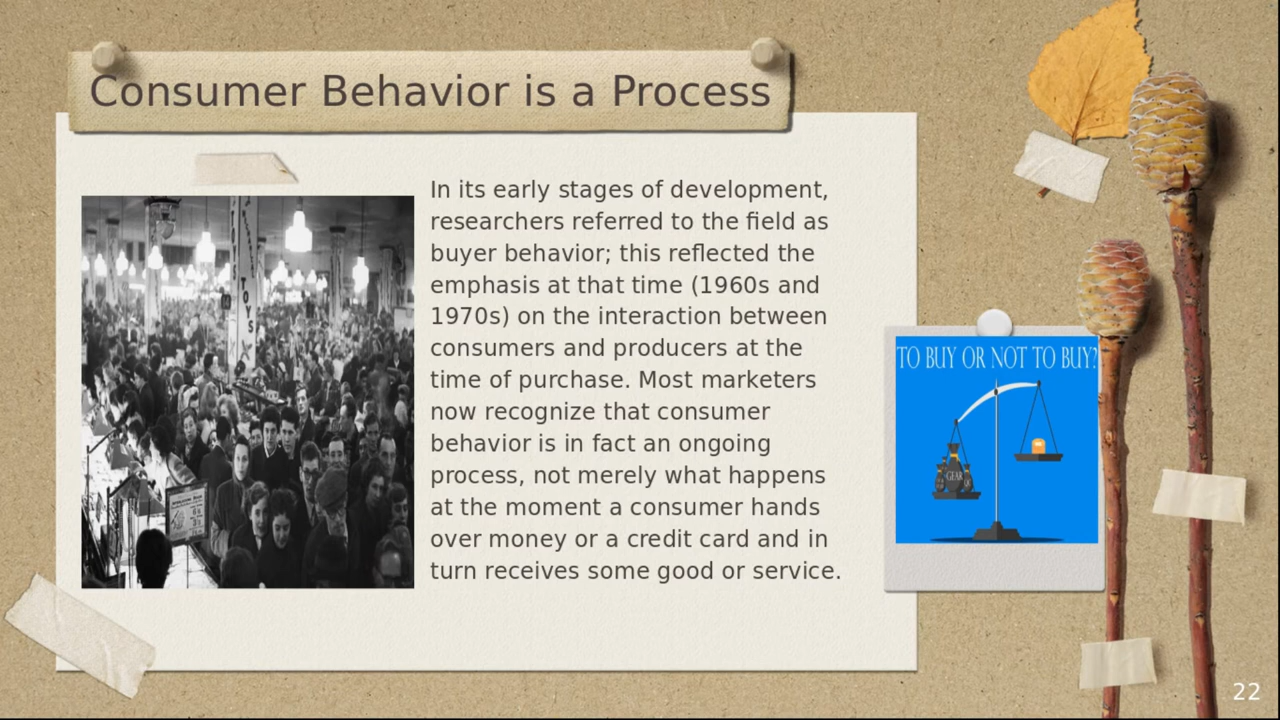 Consumer Behavior is a Process
In its early stages of development,
researchers referred to the field as
buyer behavior; this reflected the
emphasis at that time (1960s and
1970s) on the interaction between
consumers and producers at the
time of purchase. Most marketers
now recognize that consumer
behavior is in fact an ongoing
process, not merely what happens
at the moment a consumer hands
over money or a credit card and in
turn receives some good or service.
TOYS
TO BUY OR NOT TO BUY?
GEAR
22